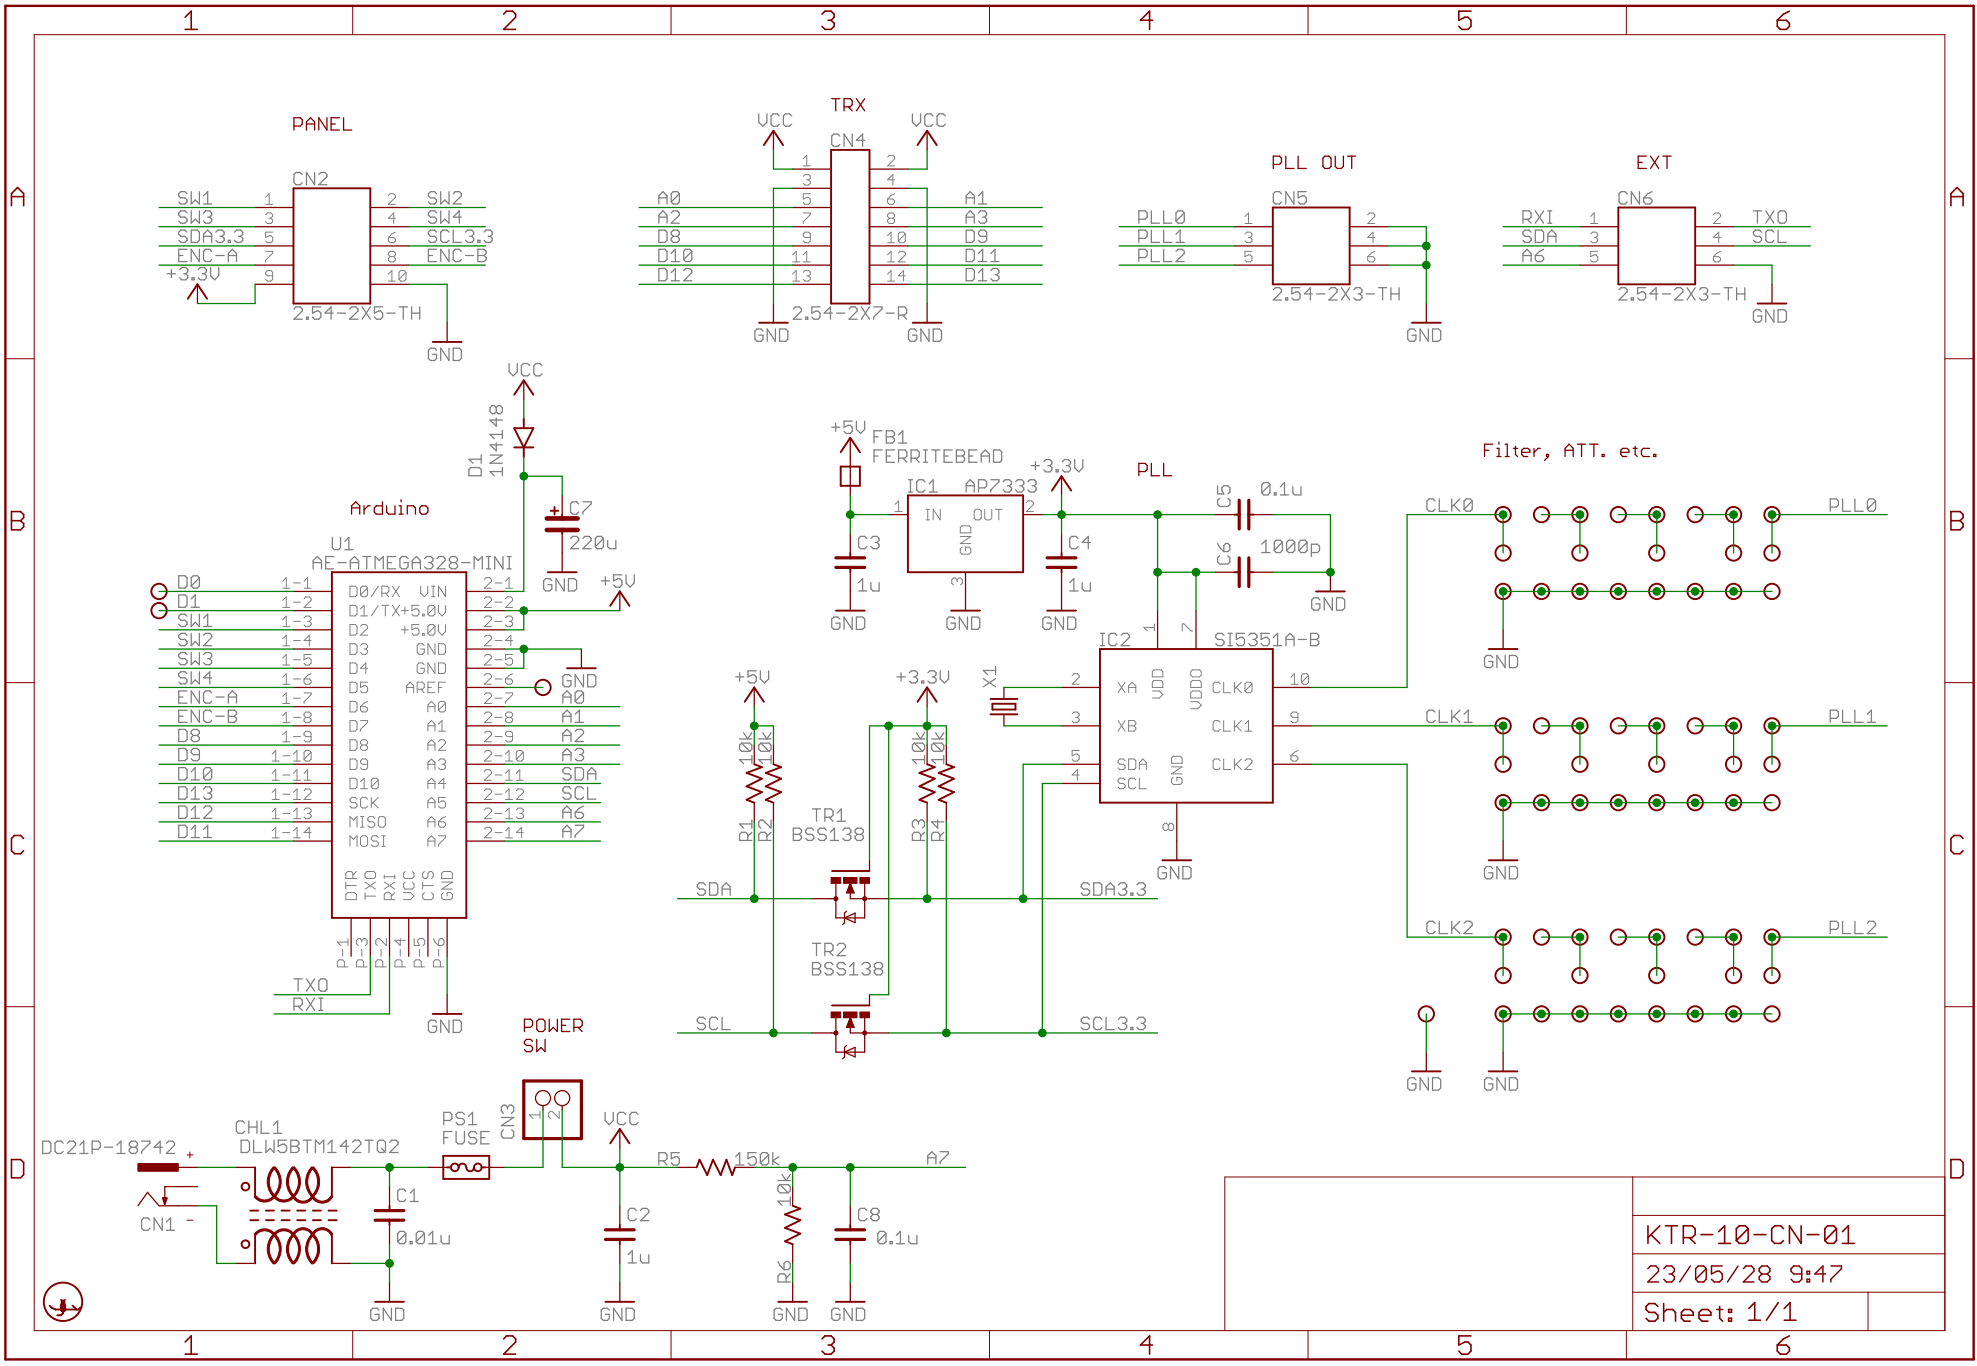 1 2 3 4 5 6
A
B
C
D
A
B
C
D
1 2 3 4 5 6
PANEL
CN2
SW1 1 2 SW2
SW3 3 4 SW4
SDA3.3 5 6 SCL3.3
ENC-A 7 8 ENC-B
+3.3V 9 10
2.54-2X5-TH
GND
TRX
VCC CN4 VCC
1 2
3 4
A0 5 6 A1
A2 7 8 A3
D8 9 10 D9
D10 11 12 D11
D12 13 14 D13
GND 2.54-2X7-R GND
PLL OUT
CN5
PLL0 1 2
PLL1 3 4
PLL2 5 6
2.54-2X3-TH
GND
EXT
CN6
RXI 1 2 TXO
SDA 3 4 SCL
A6 5 6
2.54-2X3-TH
GND
VCC
D1
1N4148
+ C7
220u
GND
+5V
Arduino
U1
AE-ATMEGA328-MINI
D0 1-1 D0/RX VIN 2-1
D1 1-2 D1/TX +5.0V 2-2
SW1 1-3 D2 +5.0V 2-3
SW2 1-4 D3 GND 2-4
SW3 1-5 D4 GND 2-5
SW4 1-6 D5 AREF 2-6 GND
ENC-A 1-7 D6 A0 2-7 A0
ENC-B 1-8 D7 A1 2-8 A1
D8 1-9 D8 A2 2-9 A2
D9 1-10 D9 A3 2-10 A3
D10 1-11 D10 A4 2-11 SDA
D13 1-12 SCK A5 2-12 SCL
D12 1-13 MISO A6 2-13 A6
D11 1-14 MOSI A7 2-14 A7
DTR TXO RXI VCC CTS GND
P-1 P-3 P-2 P-4 P-5 P-6
TXO
RXI
GND
+5V FB1
FERRITEBEAD
IC1 AP7333
+3.3V
1 IN OUT 2
GND
3
C3
1u
GND
GND
C4
1u
GND
PLL
C5 0.1u
C6 1000p
GND
IC2 SI5351A-B
1 7
VDD VDDO
X1
2 XA CLK0 10
3 XB CLK1 9
5 SDA CLK2 6
4 SCL
GND
8
GND
+5V +3.3V
10k 10k 10k 10k
R1 R2 R3 R4
TR1
BSS138
SDA SDA3.3
TR2
BSS138
SCL SCL3.3
Filter, ATT. etc.
CLK0 PLL0
GND
CLK1 PLL1
GND
CLK2 PLL2
GND GND
POWER
SW
CN3
1 2
DC21P-18742 +
CN1 -
CHL1
DLW5BTM142TQ2
C1
0.01u
GND
PS1
FUSE
VCC
C2
1u
GND
R5 150k A7
10k
R6
GND
C8
0.1u
GND
KTR-10-CN-01
23/05/28 9:47
Sheet: 1/1